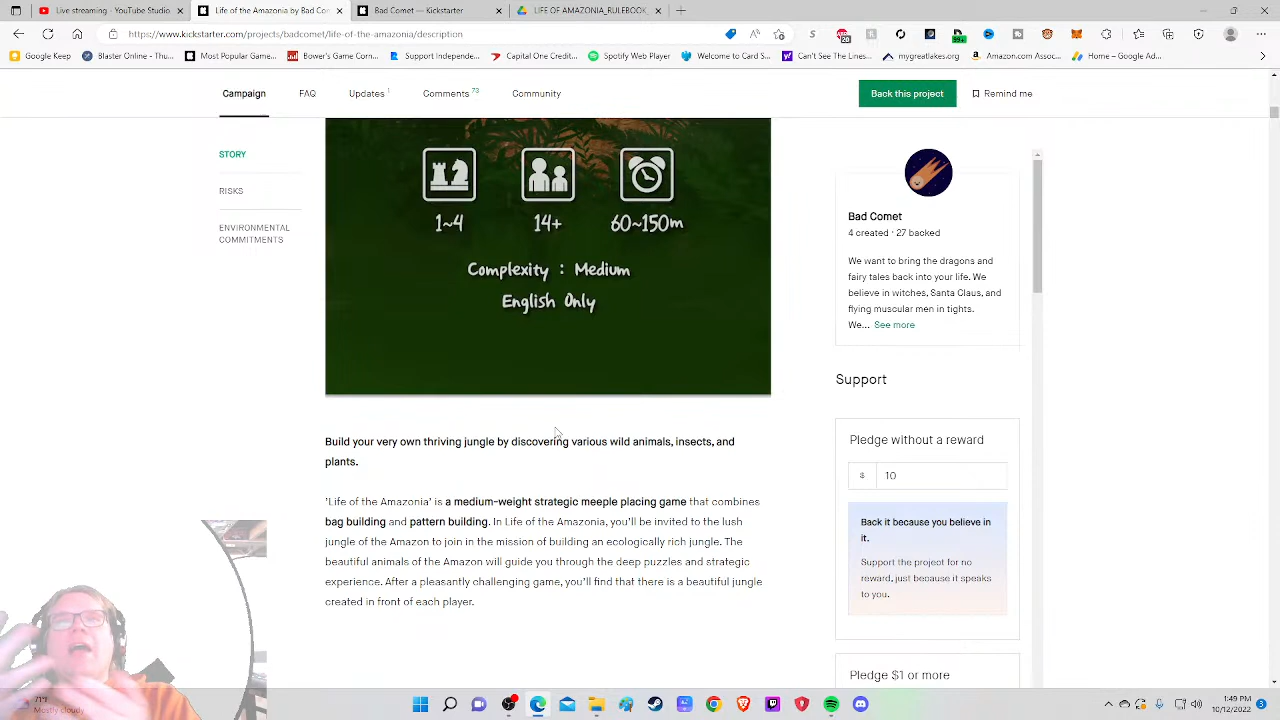 Live streaming - YouTube Studio
Life of the Amazonia by Bad Com
Bad Comet — Kickstarter
LIFE OF AMAZONIA_RULEBOOK
https://www.kickstarter.com/projects/badcomet/life-of-the-amazonia/description
Google Keep
Blaster Online: The...
Most Popular Board...
Bowers Game Corn...
Support Independe...
Capital One Credit...
Spotify Web Player
Welcome to Card S...
Can't See The Lines...
mygreatlakes.org
Amazon.com Assoc...
Home – Google Ad...
Campaign
FAQ
Updates 1
Comments 73
Community
Back this project
Remind me
STORY
RISKS
ENVIRONMENTAL
COMMITMENTS
1~4
14+
60~150m
Complexity : Medium
English Only
Build your very own thriving jungle by discovering various wild animals, insects, and
plants.
'Life of the Amazonia' is a medium-weight strategic meeple placing game that combines
bag building and pattern building. In Life of the Amazonia, you'll be invited to the lush
jungle of the Amazon to join in the mission of building an ecologically rich jungle. The
beautiful animals of the Amazon will guide you through the deep puzzles and strategic
experience. After a pleasantly challenging game, you'll find that there is a beautiful jungle
created in front of each player.
Bad Comet
4 created · 27 backed
We want to bring the dragons and
fairy tales back into your life. We
believe in witches, Santa Claus, and
flying muscular men in tights.
We... See more
Support
Pledge without a reward
$ 10
Back it because you believe in
it.
Support the project for no
reward, just because it speaks
to you.
Pledge $1 or more
71°F
Mostly cloudy
1:49 PM
10/12/2022